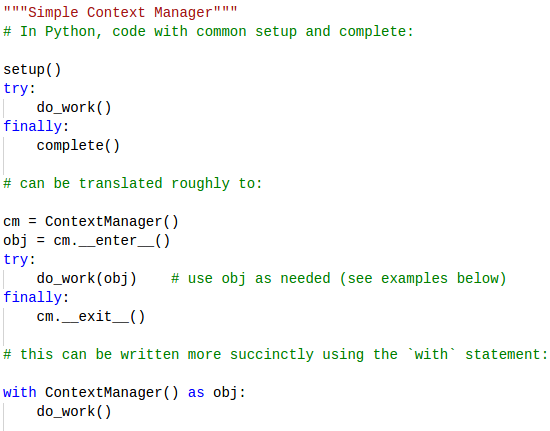 """Simple Context Manager"""
# In Python, code with common setup and complete:
setup()
try:
    do_work()
finally:
    complete()
# can be translated roughly to:
cm = ContextManager()
obj = cm.__enter__()
try:
    do_work(obj)    # use obj as needed (see examples below)
finally:
    cm.__exit__()
# this can be written more succinctly using the `with` statement:
with ContextManager() as obj:
    do_work()